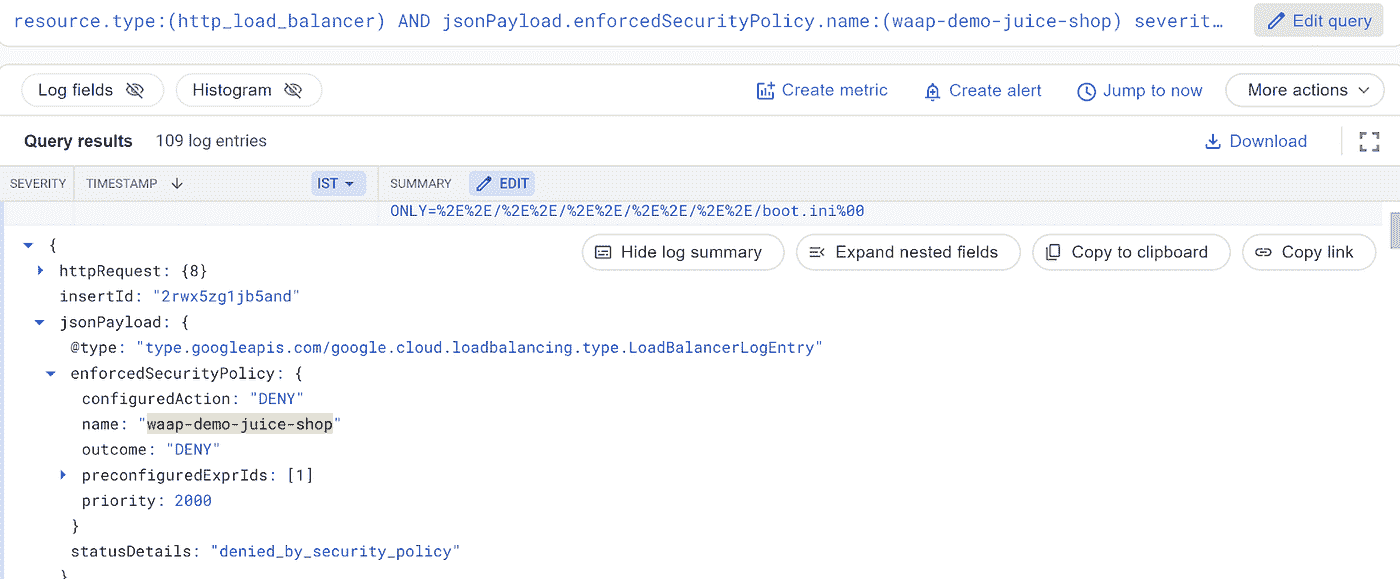 resource.type:(http_load_balancer) AND jsonPayload.enforcedSecurityPolicy.name:(waap-demo-juice-shop) severit…
Edit query
Log fields
Histogram
Create metric
Create alert
Jump to now
More actions
Query results
109 log entries
Download
SEVERITY
TIMESTAMP
IST
SUMMARY
EDIT
ONLY=%2E%2E/%2E%2E/%2E%2E/%2E%2E/%2E%2E/boot.ini%00
{
Hide log summary
Expand nested fields
Copy to clipboard
Copy link
httpRequest: {8}
insertId: "2rwx5zg1jb5and"
jsonPayload: {
@type: "type.googleapis.com/google.cloud.loadbalancing.type.LoadBalancerLogEntry"
enforcedSecurityPolicy: {
configuredAction: "DENY"
name: "waap-demo-juice-shop"
outcome: "DENY"
preconfiguredExprIds: [1]
priority: 2000
}
statusDetails: "denied_by_security_policy"
}